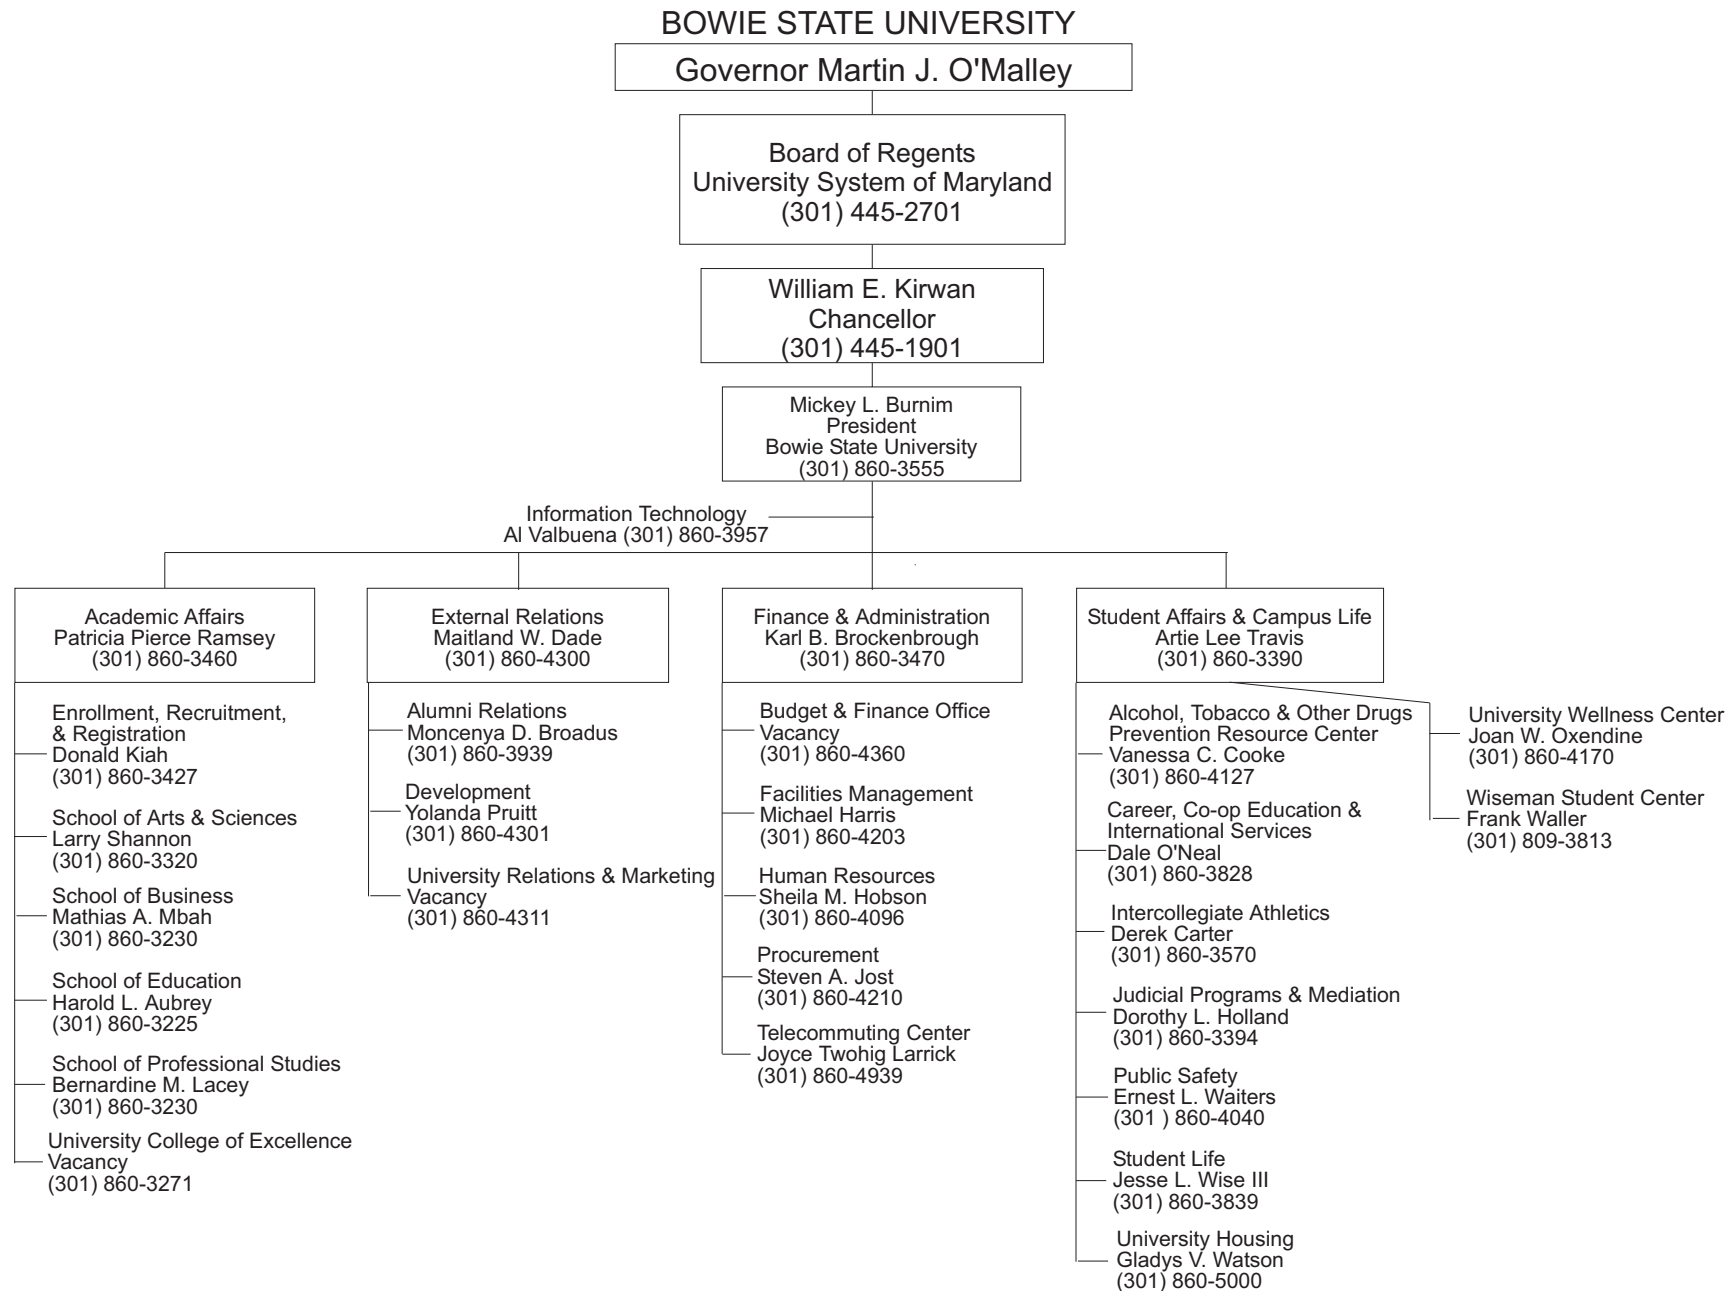 BOWIE STATE UNIVERSITY
Governor Martin J. O'Malley
Board of Regents
University System of Maryland
(301) 445-2701
William E. Kirwan
Chancellor
(301) 445-1901
Mickey L. Burnim
President
Bowie State University
(301) 860-3555
Information Technology
Al Valbuena (301) 860-3957
Academic Affairs
Patricia Pierce Ramsey
(301) 860-3460
Enrollment, Recruitment,
& Registration
Donald Kiah
(301) 860-3427
School of Arts & Sciences
Larry Shannon
(301) 860-3320
School of Business
Mathias A. Mbah
(301) 860-3230
School of Education
Harold L. Aubrey
(301) 860-3225
School of Professional Studies
Bernardine M. Lacey
(301) 860-3230
University College of Excellence
Vacancy
(301) 860-3271
External Relations
Maitland W. Dade
(301) 860-4300
Alumni Relations
Moncenya D. Broadus
(301) 860-3939
Development
Yolanda Pruitt
(301) 860-4301
University Relations & Marketing
Vacancy
(301) 860-4311
Finance & Administration
Karl B. Brockenbrough
(301) 860-3470
Budget & Finance Office
Vacancy
(301) 860-4360
Facilities Management
Michael Harris
(301) 860-4203
Human Resources
Sheila M. Hobson
(301) 860-4096
Procurement
Steven A. Jost
(301) 860-4210
Telecommuting Center
Joyce Twohig Larrick
(301) 860-4939
Student Affairs & Campus Life
Artie Lee Travis
(301) 860-3390
Alcohol, Tobacco & Other Drugs
Prevention Resource Center
Vanessa C. Cooke
(301) 860-4127
Career, Co-op Education &
International Services
Dale O'Neal
(301) 860-3828
Intercollegiate Athletics
Derek Carter
(301) 860-3570
Judicial Programs & Mediation
Dorothy L. Holland
(301) 860-3394
Public Safety
Ernest L. Waiters
(301 ) 860-4040
Student Life
Jesse L. Wise III
(301) 860-3839
University Housing
Gladys V. Watson
(301) 860-5000
University Wellness Center
Joan W. Oxendine
(301) 860-4170
Wiseman Student Center
Frank Waller
(301) 809-3813